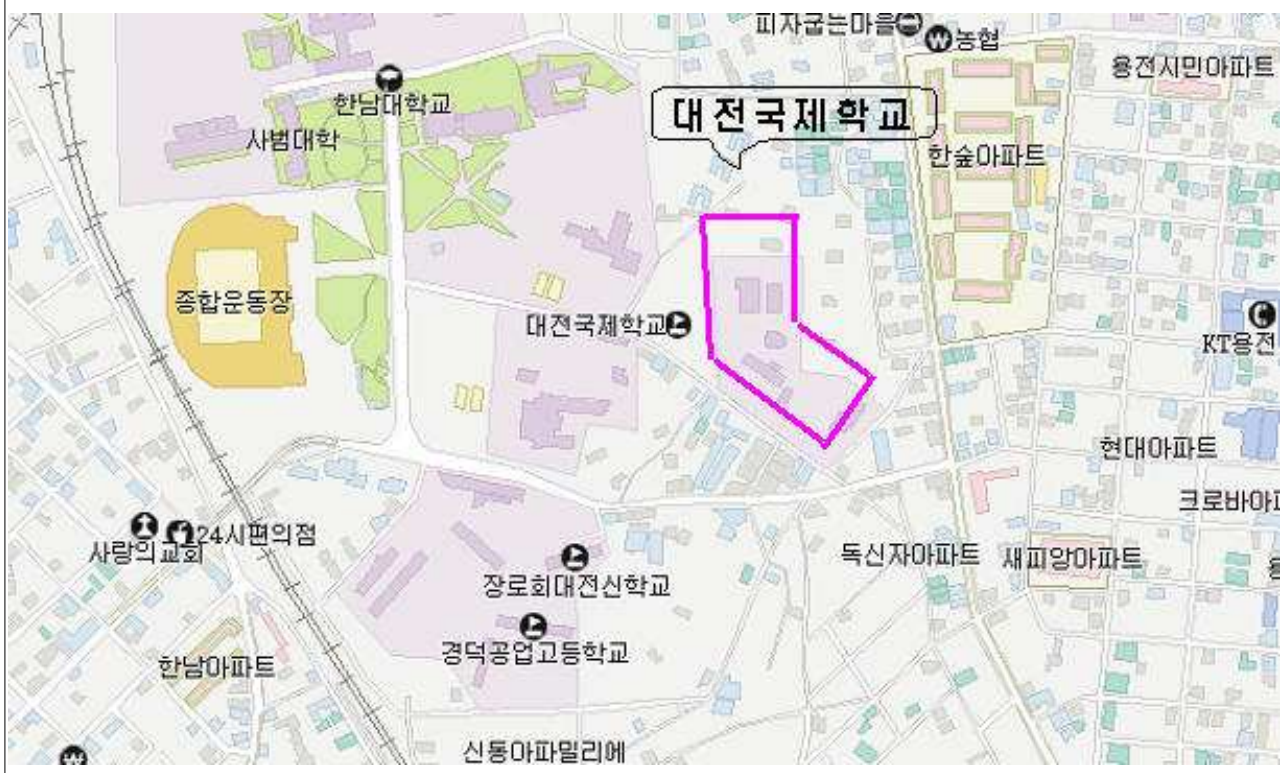 피자굽는마을
농협
용전시민아파트
한남대학교
대전국제학교
사범대학
한숲아파트
종합운동장
대전국제학교
KT용전
현대아파트
크로바아
24시편의점
사랑의교회
독신자아파트
새피앙아파트
장로회대전신학교
경덕공업고등학교
한남아파트
신동아파밀리에